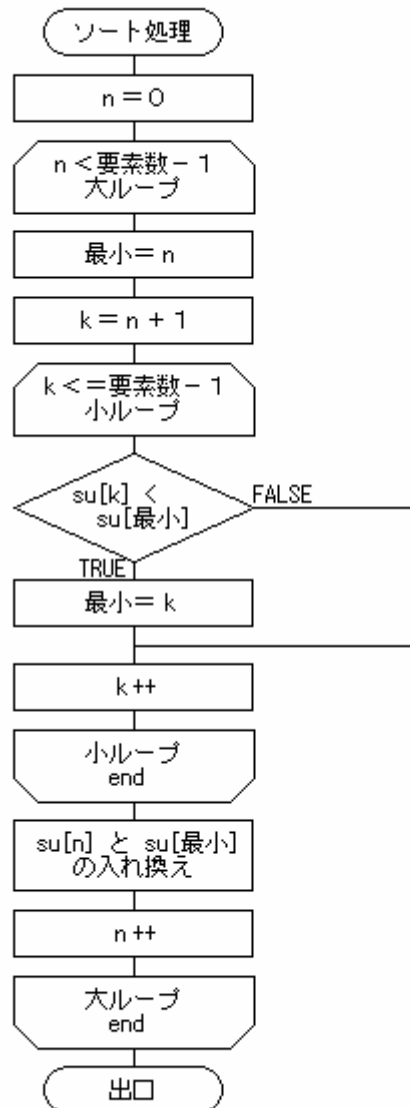 ソート処理
n=0
n<要素数-1
大ループ
最小=n
k=n+1
k<=要素数-1
小ループ
su[k] <
su[最小]
FALSE
TRUE
最小=k
k++
小ループ
end
su[n] と su[最小]
の入れ換え
n++
大ループ
end
出口